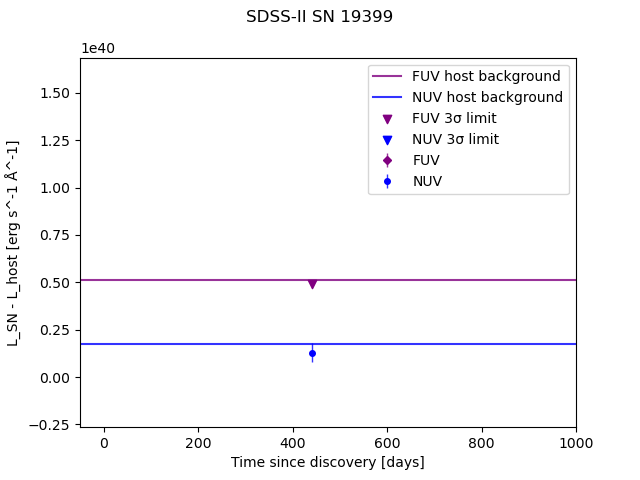 SDSS-II SN 19399
1e40
FUV host background
NUV host background
FUV 3σ limit
NUV 3σ limit
FUV
NUV
1.50
1.25
1.00
0.75
0.50
0.25
0.00
−0.25
L_SN - L_host [erg s^-1 Å^-1]
0
200
400
600
800
1000
Time since discovery [days]